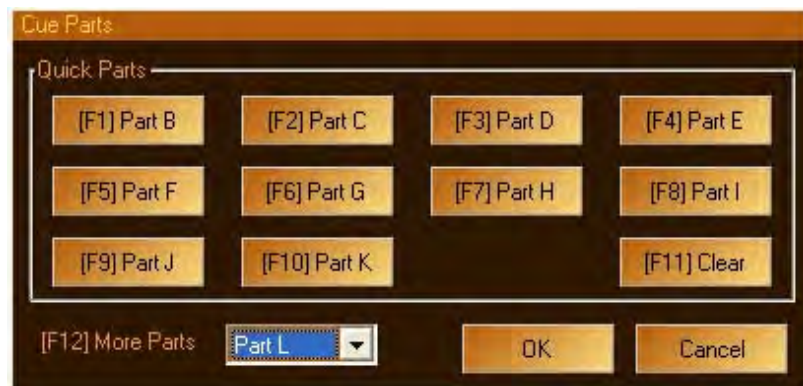 Cue Parts
Quick Parts
[F1] Part B [F2] Part C [F3] Part D [F4] Part E
[F5] Part F [F6] Part G [F7] Part H [F8] Part I
[F9] Part J [F10] Part K [F11] Clear
[F12] More Parts Part L OK Cancel